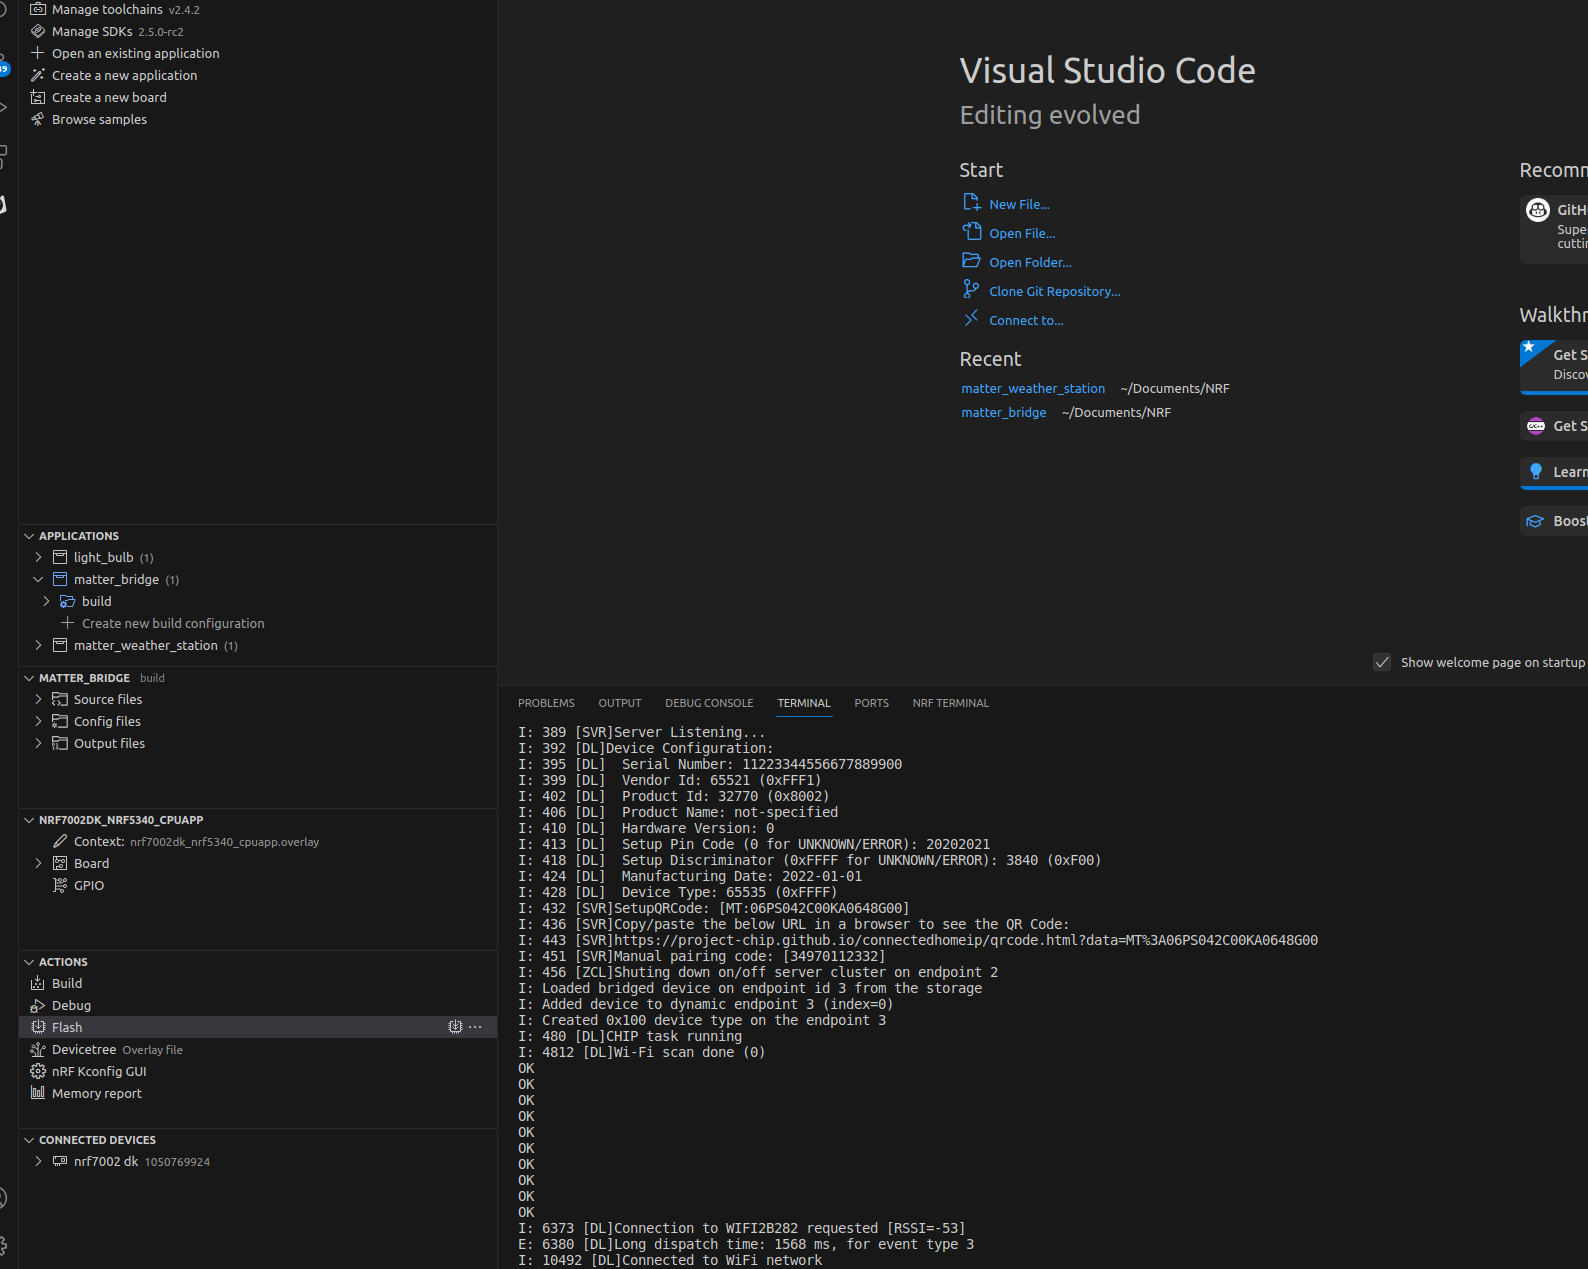 Manage toolchains v2.4.2
Manage SDKs 2.5.0-rc2
Open an existing application
Create a new application
Create a new board
Browse samples
APPLICATIONS
light_bulb (1)
matter_bridge (1)
build
Create new build configuration
matter_weather_station (1)
MATTER_BRIDGE build
Source files
Config files
Output files
NRF7002DK_NRF5340_CPUAPP
Context: nrf7002dk_nrf5340_cpuapp.overlay
Board
GPIO
ACTIONS
Build
Debug
Flash
Devicetree Overlay file
nRF Kconfig GUI
Memory report
CONNECTED DEVICES
nrf7002 dk 1050769924
Visual Studio Code
Editing evolved
Start
New File...
Open File...
Open Folder...
Clone Git Repository...
Connect to...
Recent
matter_weather_station ~/Documents/NRF
matter_bridge ~/Documents/NRF
Recomm
GitH
Supe
cuttin
Walkthr
Get S
Discov
C/C++ Get S
Learn
Boost
Show welcome page on startup
PROBLEMS OUTPUT DEBUG CONSOLE TERMINAL PORTS NRF TERMINAL
I: 389 [SVR]Server Listening...
I: 392 [DL]Device Configuration:
I: 395 [DL]  Serial Number: 11223344556677889900
I: 399 [DL]  Vendor Id: 65521 (0xFFF1)
I: 402 [DL]  Product Id: 32770 (0x8002)
I: 406 [DL]  Product Name: not-specified
I: 410 [DL]  Hardware Version: 0
I: 413 [DL]  Setup Pin Code (0 for UNKNOWN/ERROR): 20202021
I: 418 [DL]  Setup Discriminator (0xFFFF for UNKNOWN/ERROR): 3840 (0xF00)
I: 424 [DL]  Manufacturing Date: 2022-01-01
I: 428 [DL]  Device Type: 65535 (0xFFFF)
I: 432 [SVR]SetupQRCode: [MT:06PS042C00KA0648G00]
I: 436 [SVR]Copy/paste the below URL in a browser to see the QR Code:
I: 443 [SVR]https://project-chip.github.io/connectedhomeip/qrcode.html?data=MT%3A06PS042C00KA0648G00
I: 451 [SVR]Manual pairing code: [34970112332]
I: 456 [ZCL]Shuting down on/off server cluster on endpoint 2
I: Loaded bridged device on endpoint id 3 from the storage
I: Added device to dynamic endpoint 3 (index=0)
I: Created 0x100 device type on the endpoint 3
I: 480 [DL]CHIP task running
I: 4812 [DL]Wi-Fi scan done (0)
OK
OK
OK
OK
OK
OK
OK
OK
OK
OK
I: 6373 [DL]Connection to WIFI2B282 requested [RSSI=-53]
E: 6380 [DL]Long dispatch time: 1568 ms, for event type 3
I: 10492 [DL]Connected to WiFi network